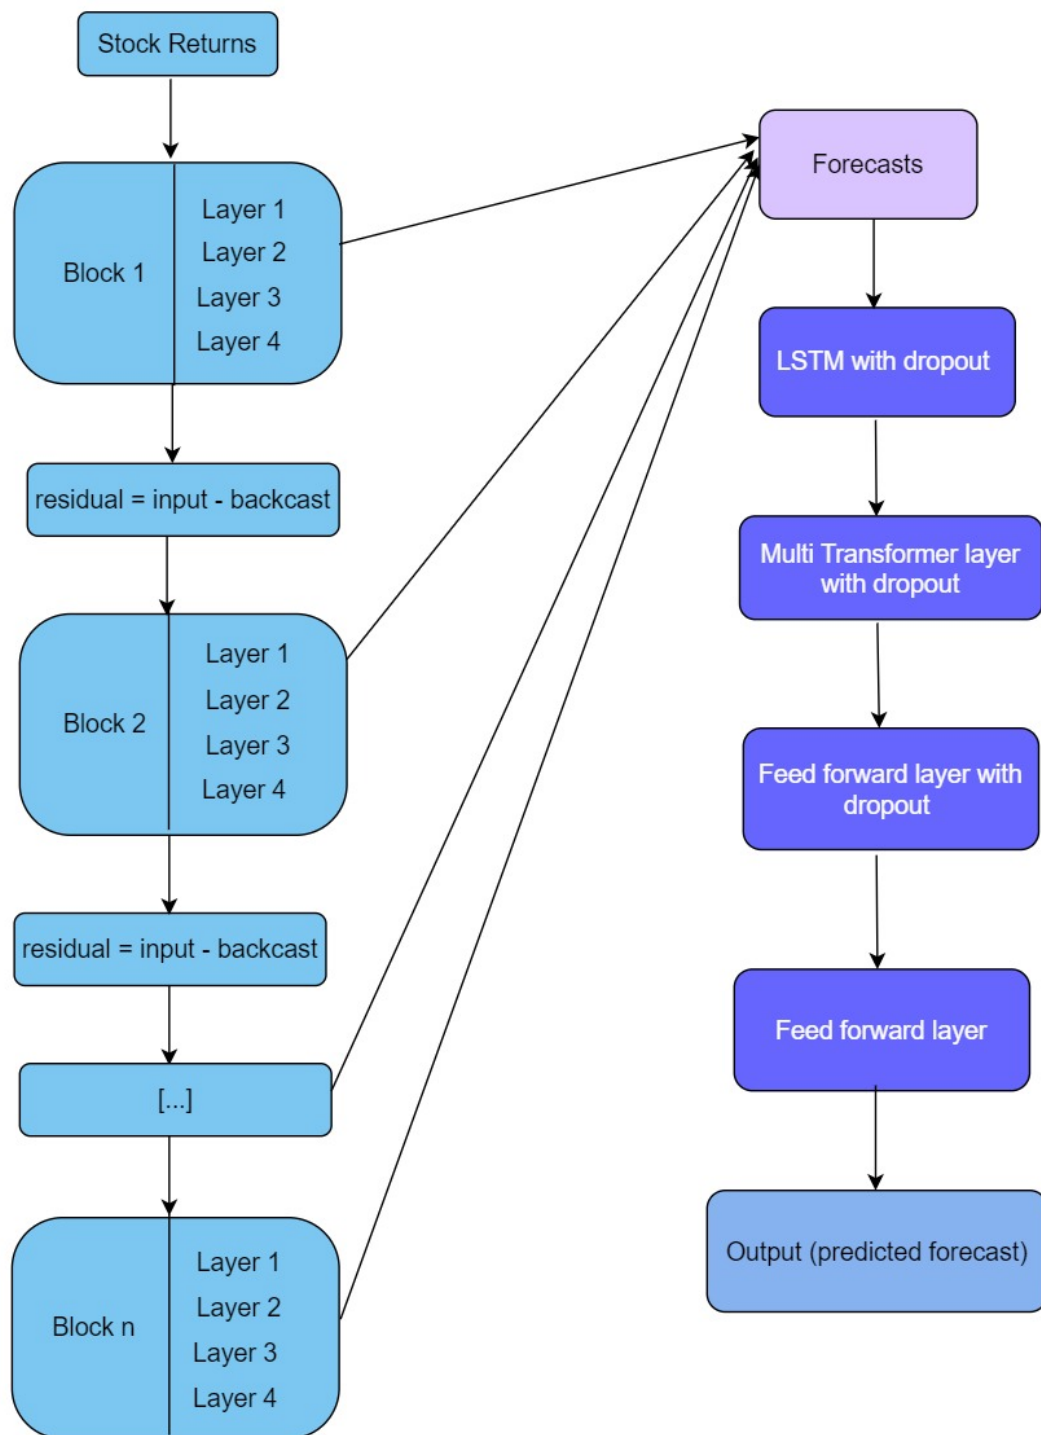 Stock Returns
Block 1
Layer 1
Layer 2
Layer 3
Layer 4
residual = input - backcast
Block 2
Layer 1
Layer 2
Layer 3
Layer 4
residual = input - backcast
[...]
Block n
Layer 1
Layer 2
Layer 3
Layer 4
Forecasts
LSTM with dropout
Multi Transformer layer
with dropout
Feed forward layer with
dropout
Feed forward layer
Output (predicted forecast)